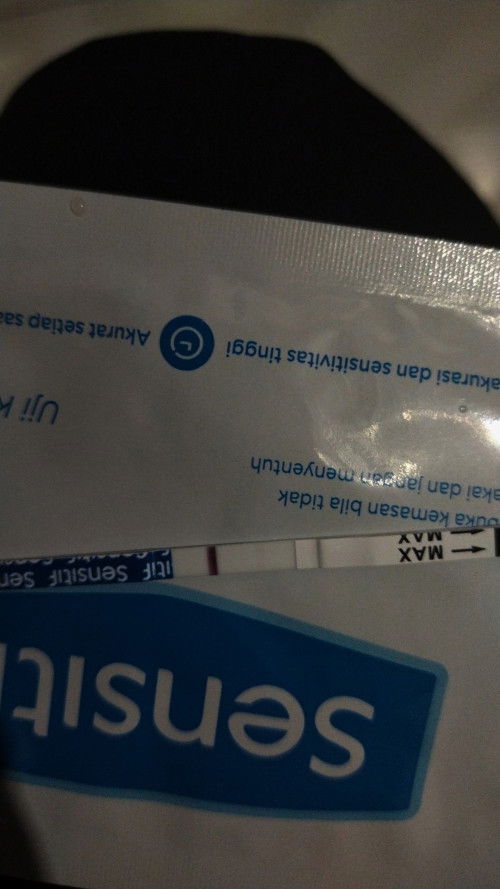 Sensiti
MAX itif Sensitif Sen
MAX
buka kemasan bila tidak
akai dan jangan menyentuh
Uji K
akurasi dan sensitivitas tinggi Akurat setiap saa